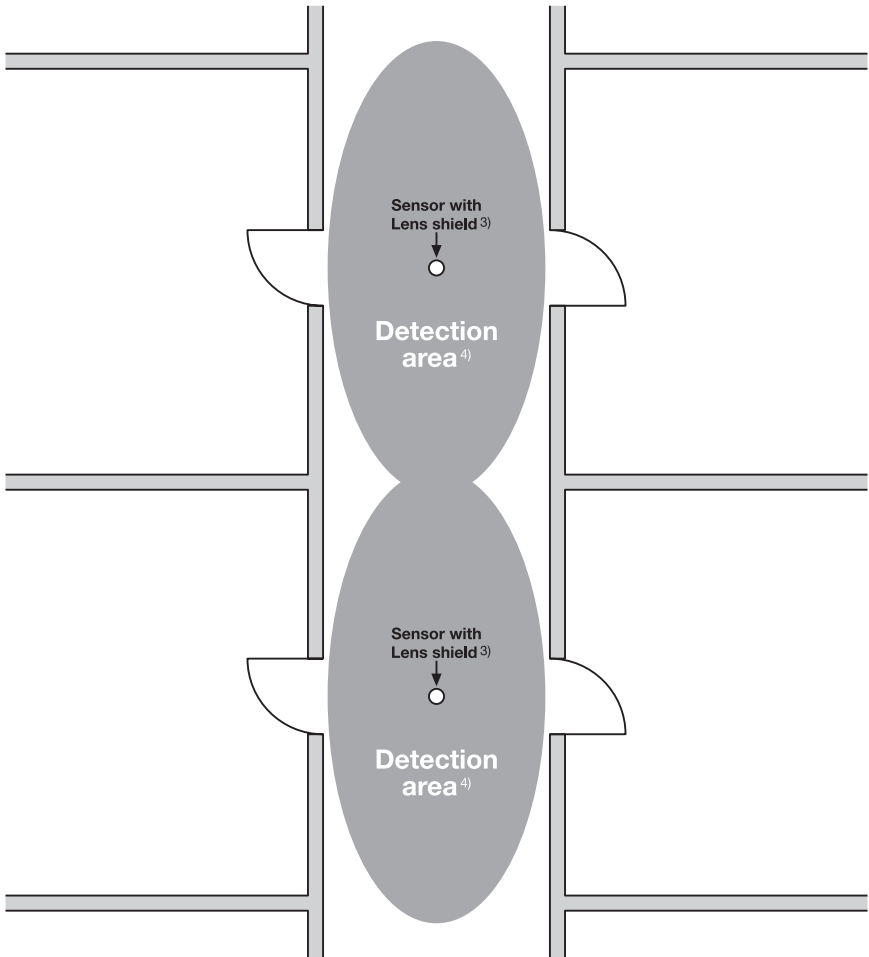 Sensor with
Lens shield 3)
Detection
area 4)
Sensor with
Lens shield 3)
Detection
area 4)